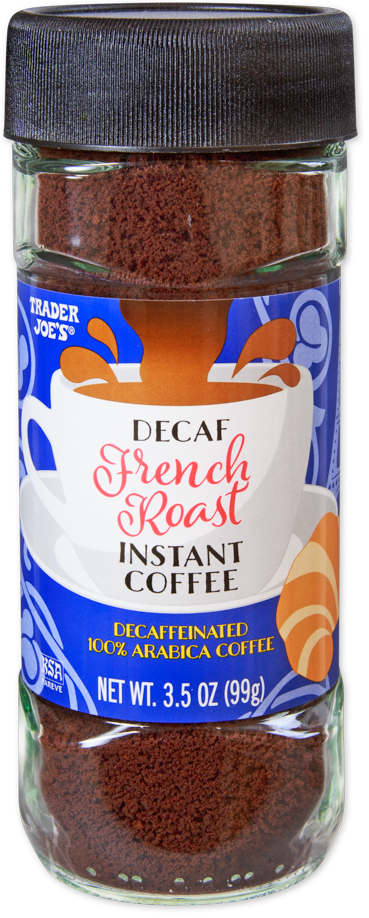 TRADER
JOE'S®
DECAF
French
Roast
INSTANT
COFFEE
DECAFFEINATED
100% ARABICA COFFEE
NET WT. 3.5 OZ (99g)